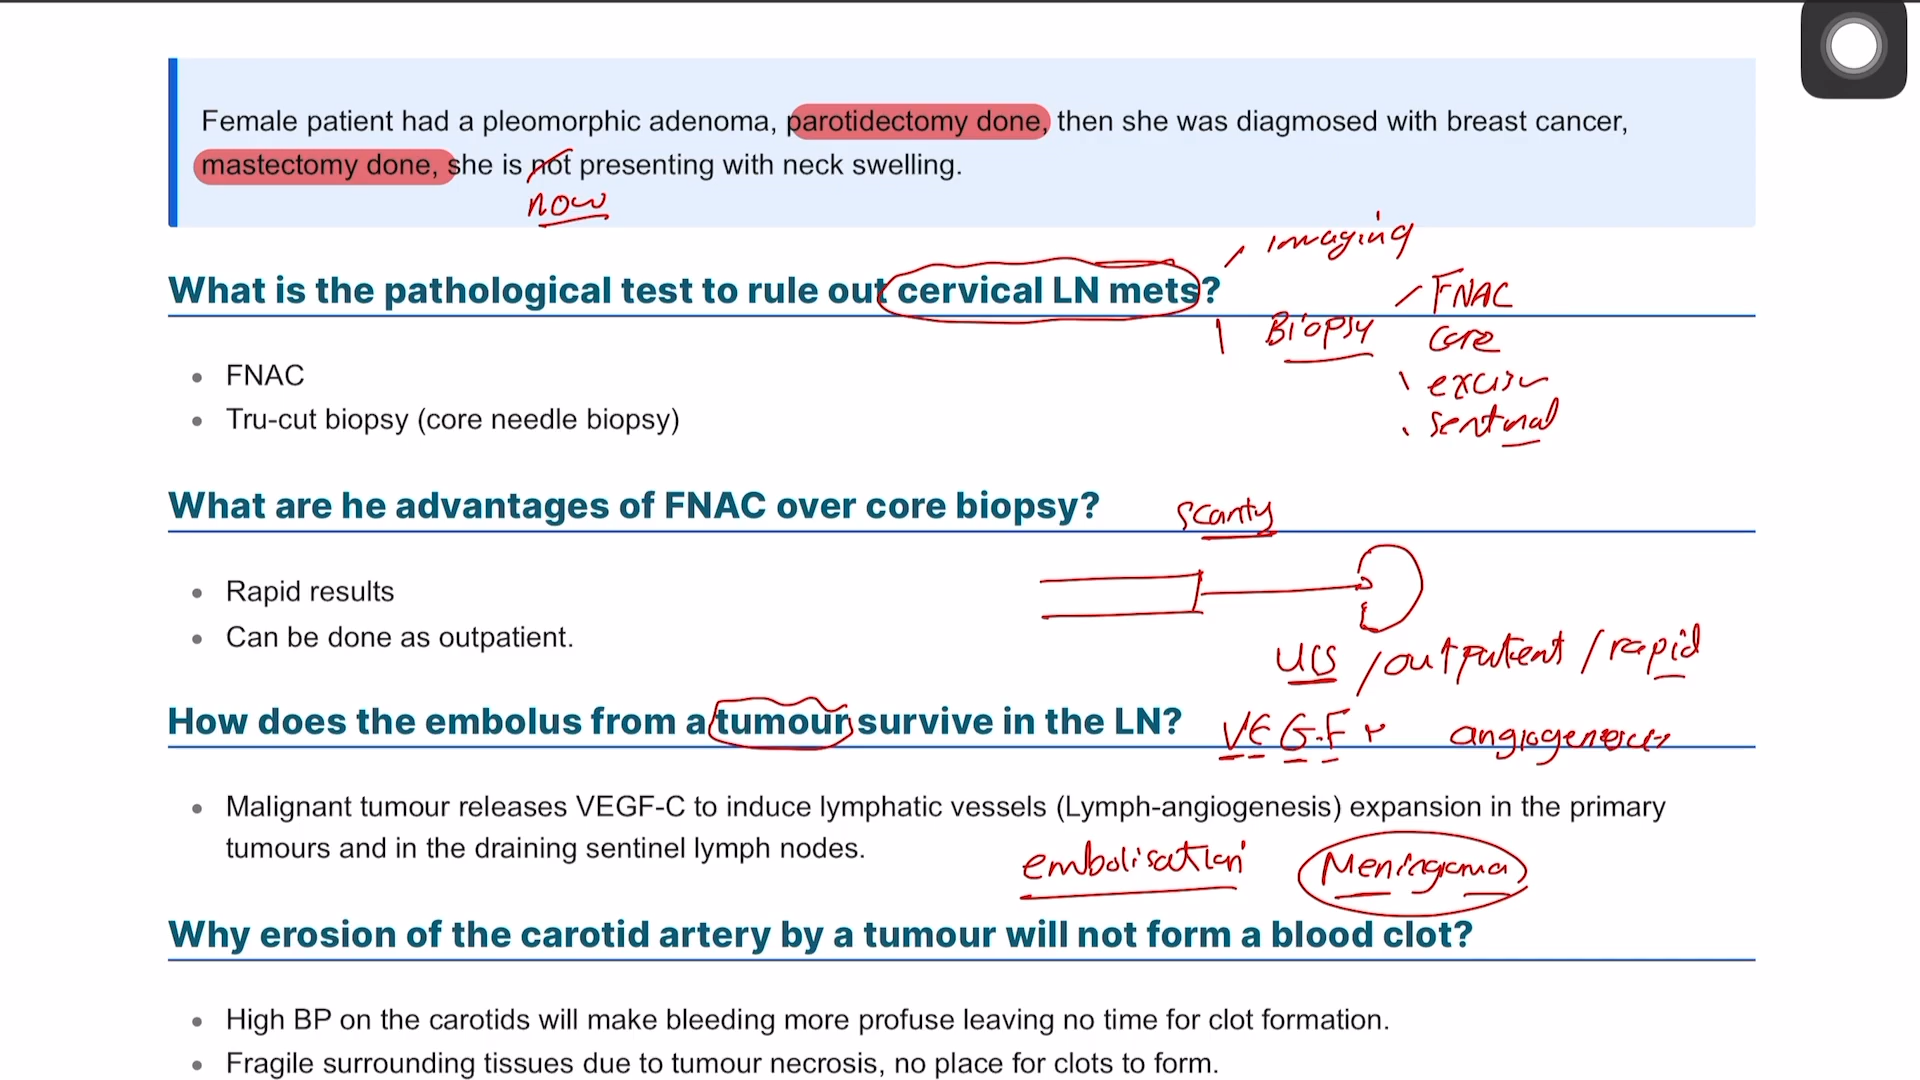 Female patient had a pleomorphic adenoma, parotidectomy done, then she was diagmosed with breast cancer,
mastectomy done, she is not presenting with neck swelling.
now
imaging
What is the pathological test to rule out cervical LN mets?
FNAC
Biopsy
core
FNAC
excision
Tru-cut biopsy (core needle biopsy)
sentinal
What are he advantages of FNAC over core biopsy?
scanty
Rapid results
Can be done as outpatient.
/outpatient / rapid
How does the embolus from a tumour survive in the LN?
VEGF
angiogenesis
Malignant tumour releases VEGF-C to induce lymphatic vessels (Lymph-angiogenesis) expansion in the primary
tumours and in the draining sentinel lymph nodes.
embolisation
Meningioma
Why erosion of the carotid artery by a tumour will not form a blood clot?
High BP on the carotids will make bleeding more profuse leaving no time for clot formation.
Fragile surrounding tissues due to tumour necrosis, no place for clots to form.